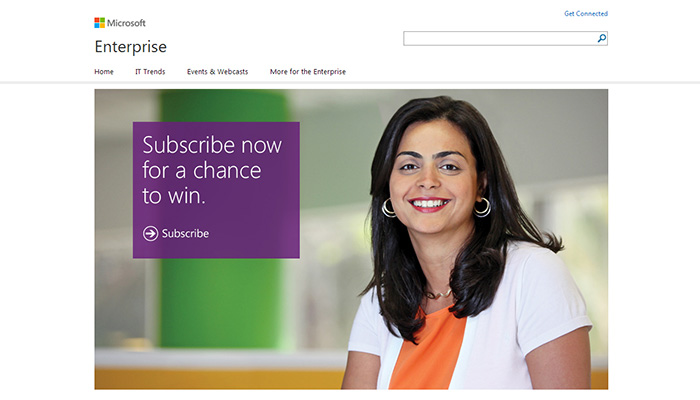 Get Connected
Microsoft
Enterprise
Home IT Trends Events & Webcasts More for the Enterprise
Subscribe now
for a chance
to win.
Subscribe